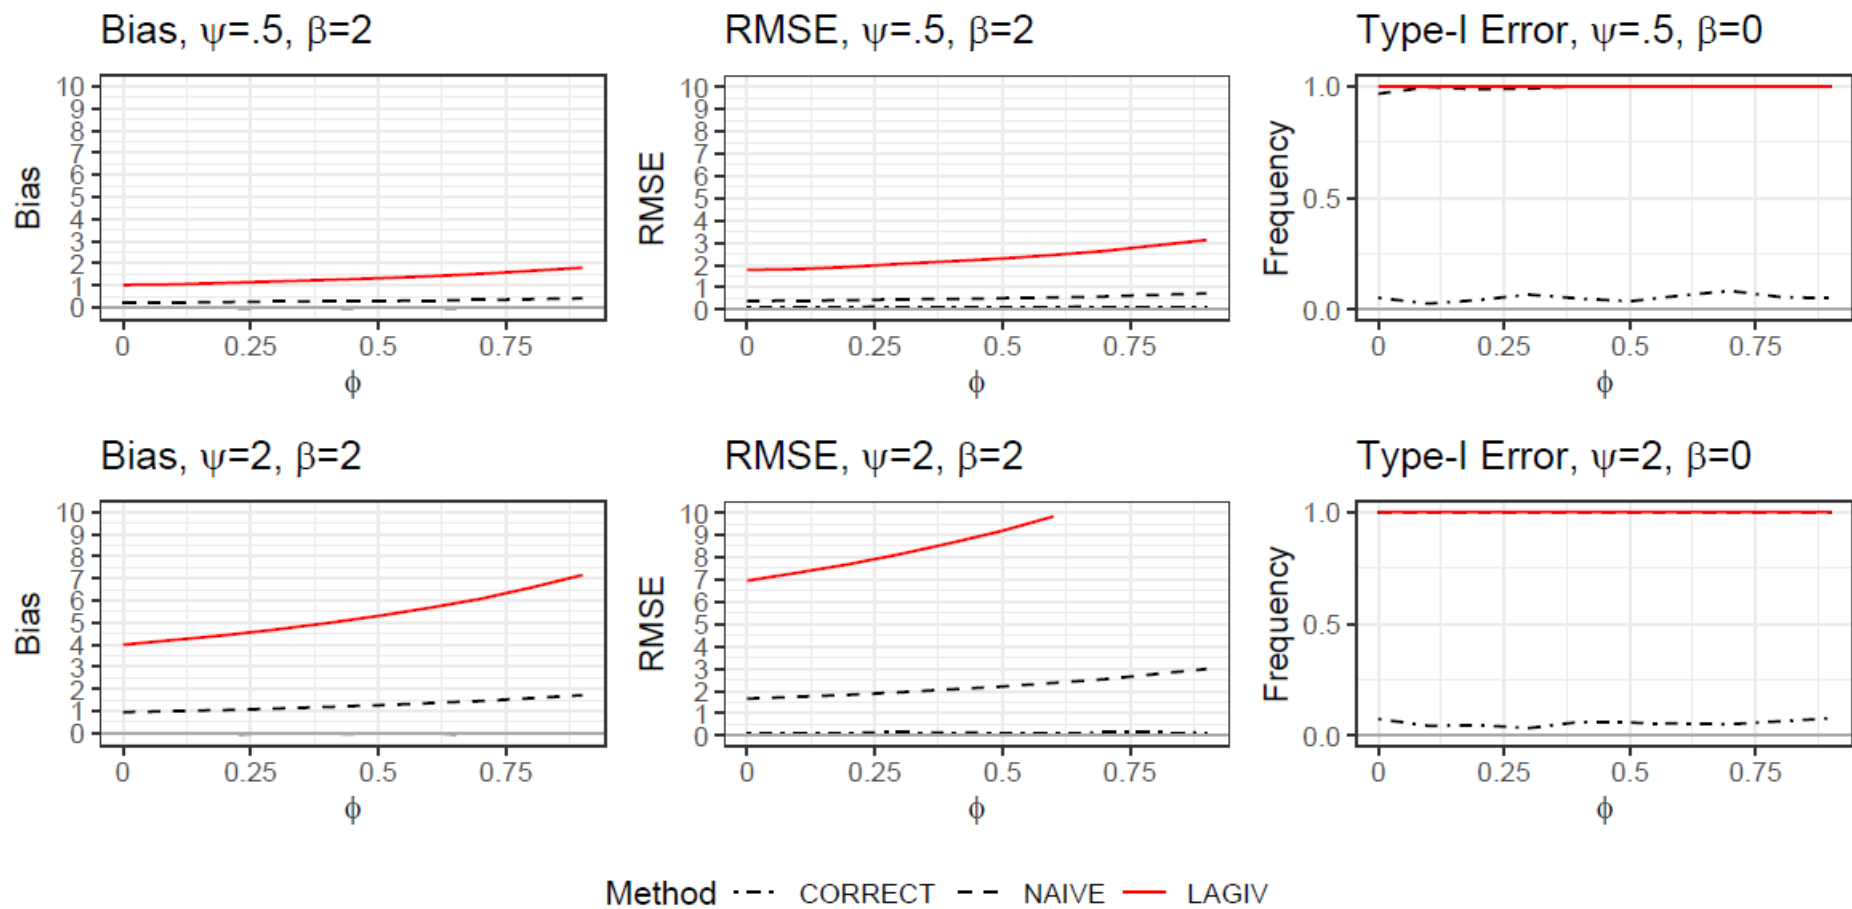 Bias, ψ=.5, β=2
10
9
8
7
6
5
4
3
2
1
0
Bias
0 0.25 0.5 0.75
ϕ
RMSE, ψ=.5, β=2
10
9
8
7
6
5
4
3
2
1
0
RMSE
0 0.25 0.5 0.75
ϕ
Type-I Error, ψ=.5, β=0
1.0
0.5
0.0
Frequency
0 0.25 0.5 0.75
ϕ
Bias, ψ=2, β=2
10
9
8
7
6
5
4
3
2
1
0
Bias
0 0.25 0.5 0.75
ϕ
RMSE, ψ=2, β=2
10
9
8
7
6
5
4
3
2
1
0
RMSE
0 0.25 0.5 0.75
ϕ
Type-I Error, ψ=2, β=0
1.0
0.5
0.0
Frequency
0 0.25 0.5 0.75
ϕ
Method CORRECT NAIVE LAGIV